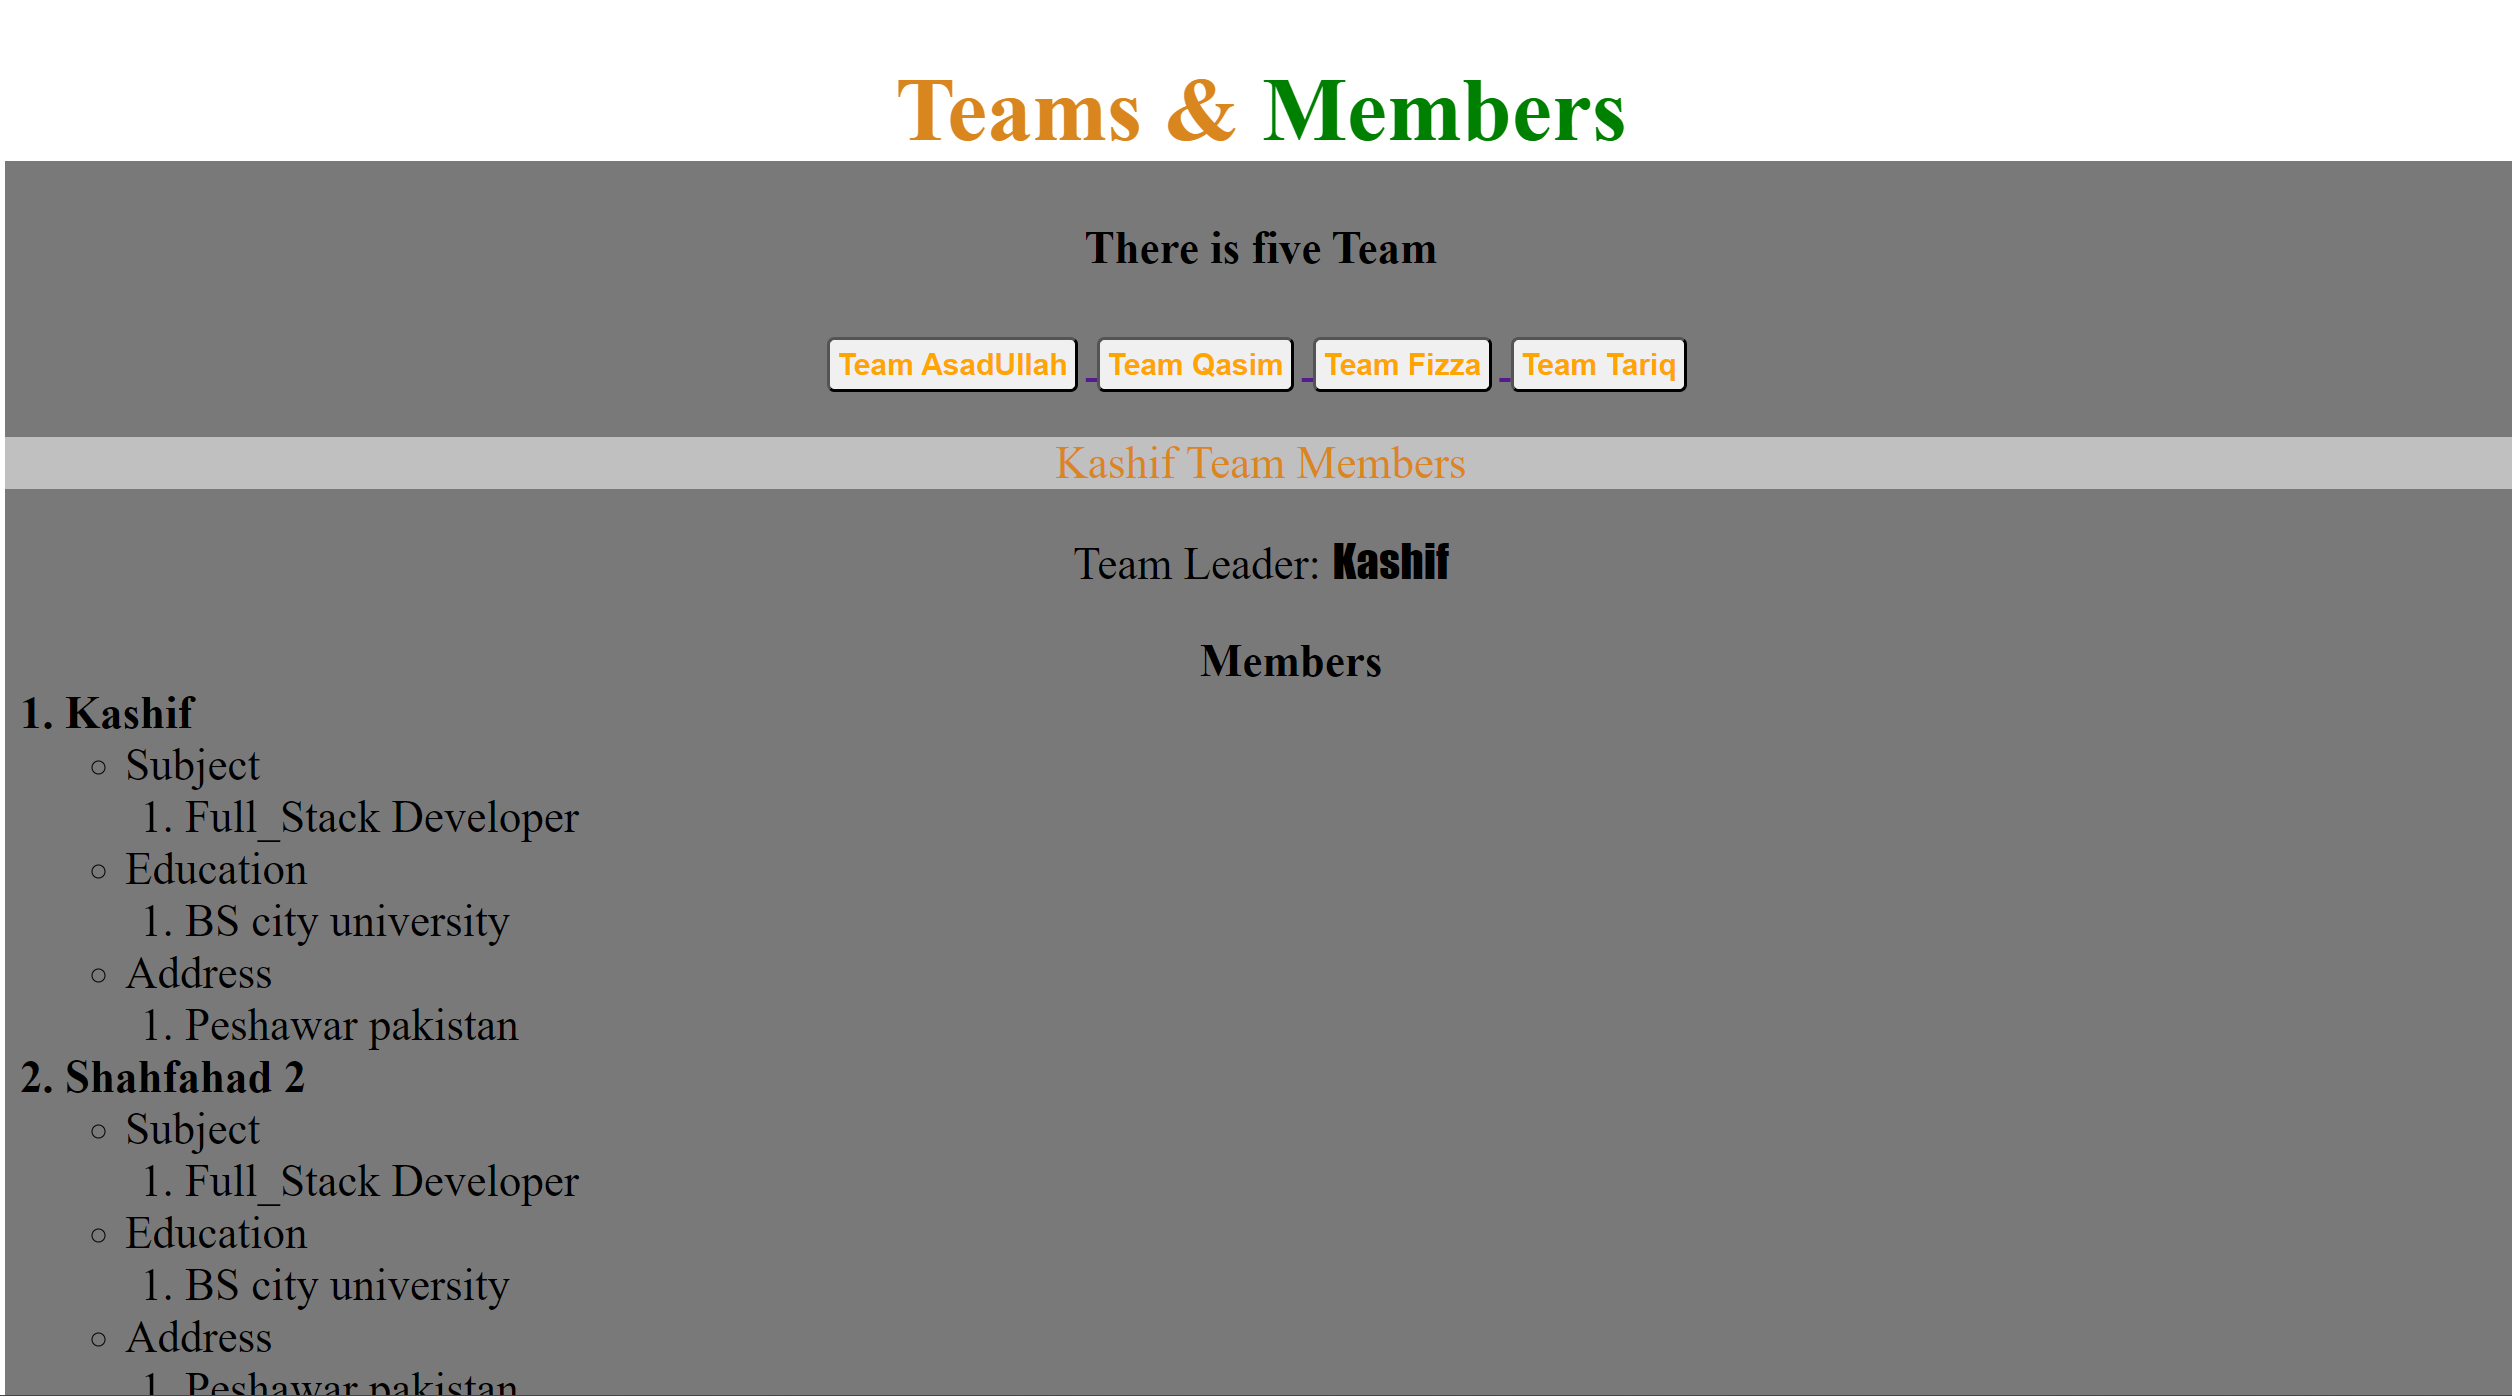 Teams & Members
There is five Team
Team AsadUllah Team Qasim Team Fizza Team Tariq
Kashif Team Members
Team Leader: Kashif
Members
1. Kashif
Subject
1. Full_Stack Developer
Education
1. BS city university
Address
1. Peshawar pakistan
2. Shahfahad 2
Subject
1. Full_Stack Developer
Education
1. BS city university
Address
1. Peshawar pakistan